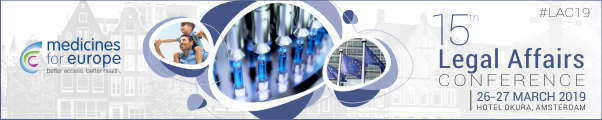 medicines
for europe
better access. better health.
#LAC19
15th
Legal Affairs
CONFERENCE
26-27 MARCH 2019
HOTEL OKURA, AMSTERDAM